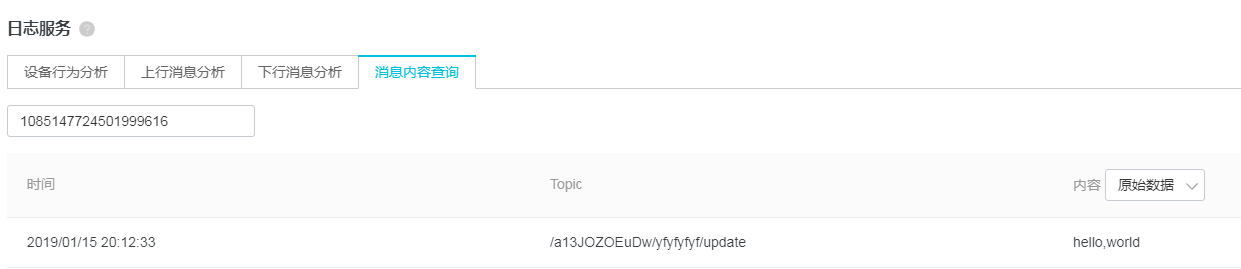 日志服务 ?
设备行为分析 上行消息分析 下行消息分析 消息内容查询
1085147724501999616
时间 Topic 内容 原始数据
2019/01/15 20:12:33 /a13JOZOEuDw/yfyfyfyf/update hello,world